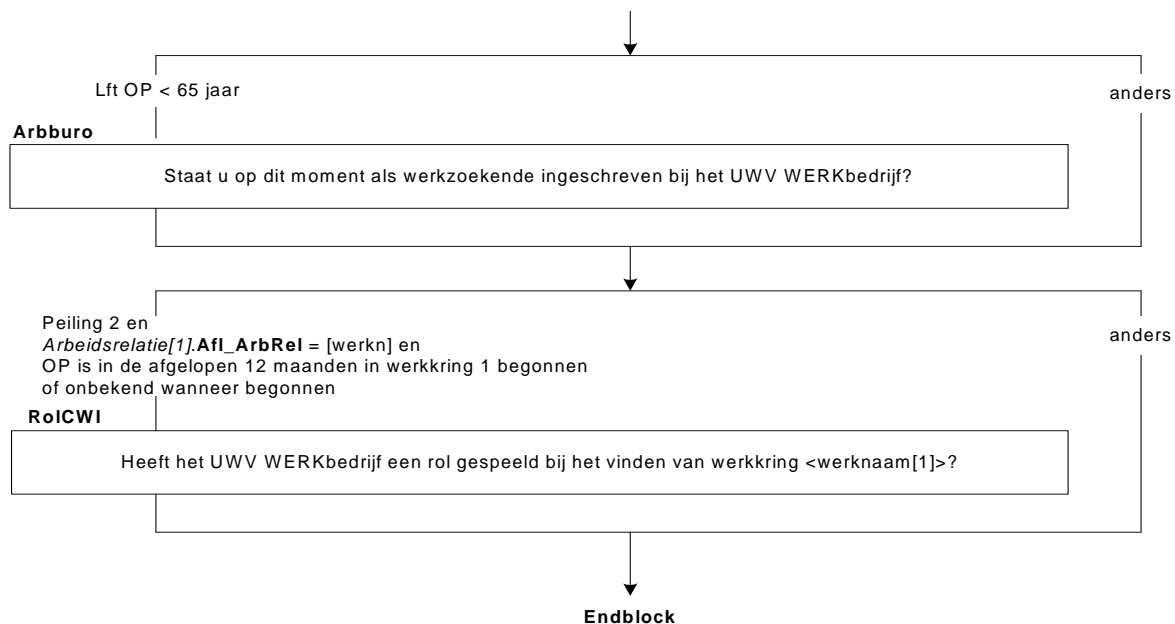 Lft OP < 65 jaar
anders
Arbburo
Staat u op dit moment als werkzoekende ingeschreven bij het UWV WERKbedrijf?
Peiling 2 en
Arbeidsrelatie[1].Afl_ArbRel = [werkn] en
OP is in de afgelopen 12 maanden in werkkring 1 begonnen
of onbekend wanneer begonnen
anders
RolCWI
Heeft het UWV WERKbedrijf een rol gespeeld bij het vinden van werkkring <werknaam[1]>?
Endblock